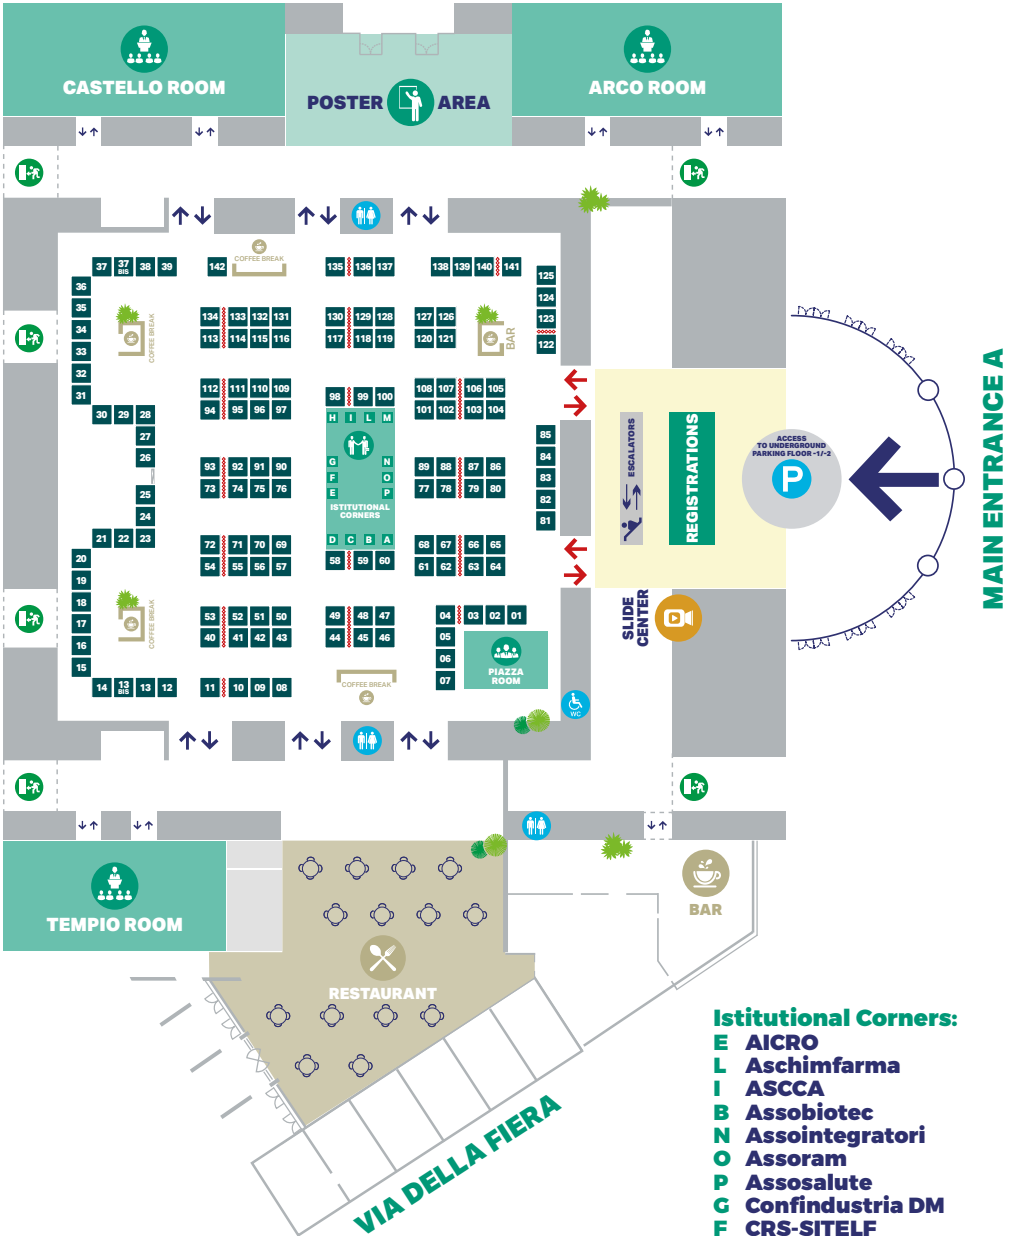 CASTELLO ROOM
POSTER AREA
ARCO ROOM
142
COFFEE BREAK
135 136 137
138 139 140 141
37 37 BIS 38 39
36
35
34
33
32
31
COFFEE BREAK
134 133 132 131
113 114 115 116
130 129 128
117 118 119
127 126
120 121
BAR
125
124
123
122
30 29 28
27
26
25
24
21 22 23
112 111 110 109
94 95 96 97
98 99 100
108 107 106 105
101 102 103 104
H I L M
G N
F O
E P
ISTITUTIONAL
CORNERS
D C B A
93 92 91 90
73 74 75 76
89 88 87 86
77 78 79 80
85
84
83
82
81
ESCALATORS
REGISTRATIONS
ACCESS
TO UNDERGROUND
PARKING FLOOR -1/-2
P
MAIN ENTRANCE A
72 71 70 69
54 55 56 57
58 59 60
68 67 66 65
61 62 63 64
20
19
18
17
16
15
COFFEE BREAK
53 52 51 50
40 41 42 43
49 48 47
44 45 46
04 03 02 01
05
06
07
PIAZZA
ROOM
SLIDE
CENTER
14 13 BIS 13 12
11 10 09 08
COFFEE BREAK
WC
TEMPIO ROOM
RESTAURANT
BAR
VIA DELLA FIERA
Istitutional Corners:
E AICRO
L Aschimfarma
I ASCCA
B Assobiotec
N Assointegratori
O Assoram
P Assosalute
G Confindustria DM
F CRS-SITELF